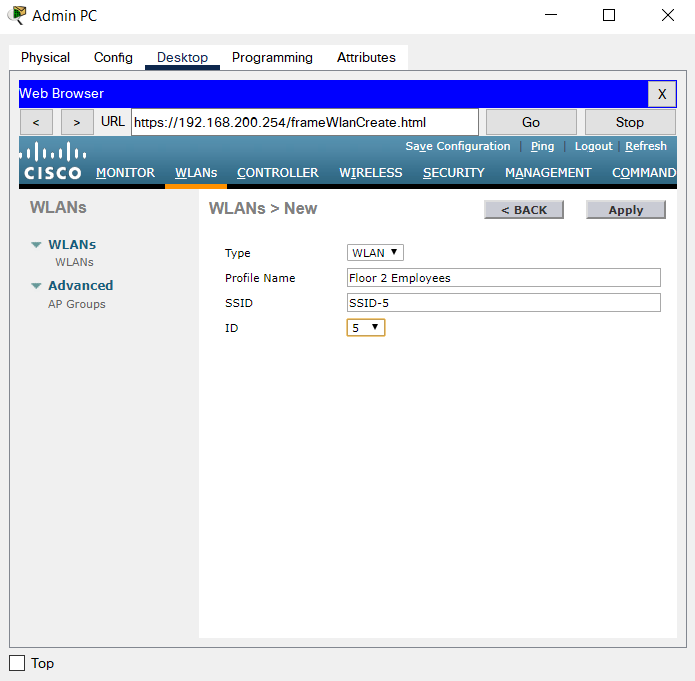 Admin PC
Physical Config Desktop Programming Attributes
Web Browser X
< > URL https://192.168.200.254/frameWlanCreate.html Go Stop
Save Configuration | Ping | Logout | Refresh
CISCO MONITOR WLANs CONTROLLER WIRELESS SECURITY MANAGEMENT COMMAND
WLANs
WLANs > New < BACK Apply
WLANs
WLANs
Advanced
AP Groups
Type WLAN
Profile Name Floor 2 Employees
SSID SSID-5
ID 5
Top